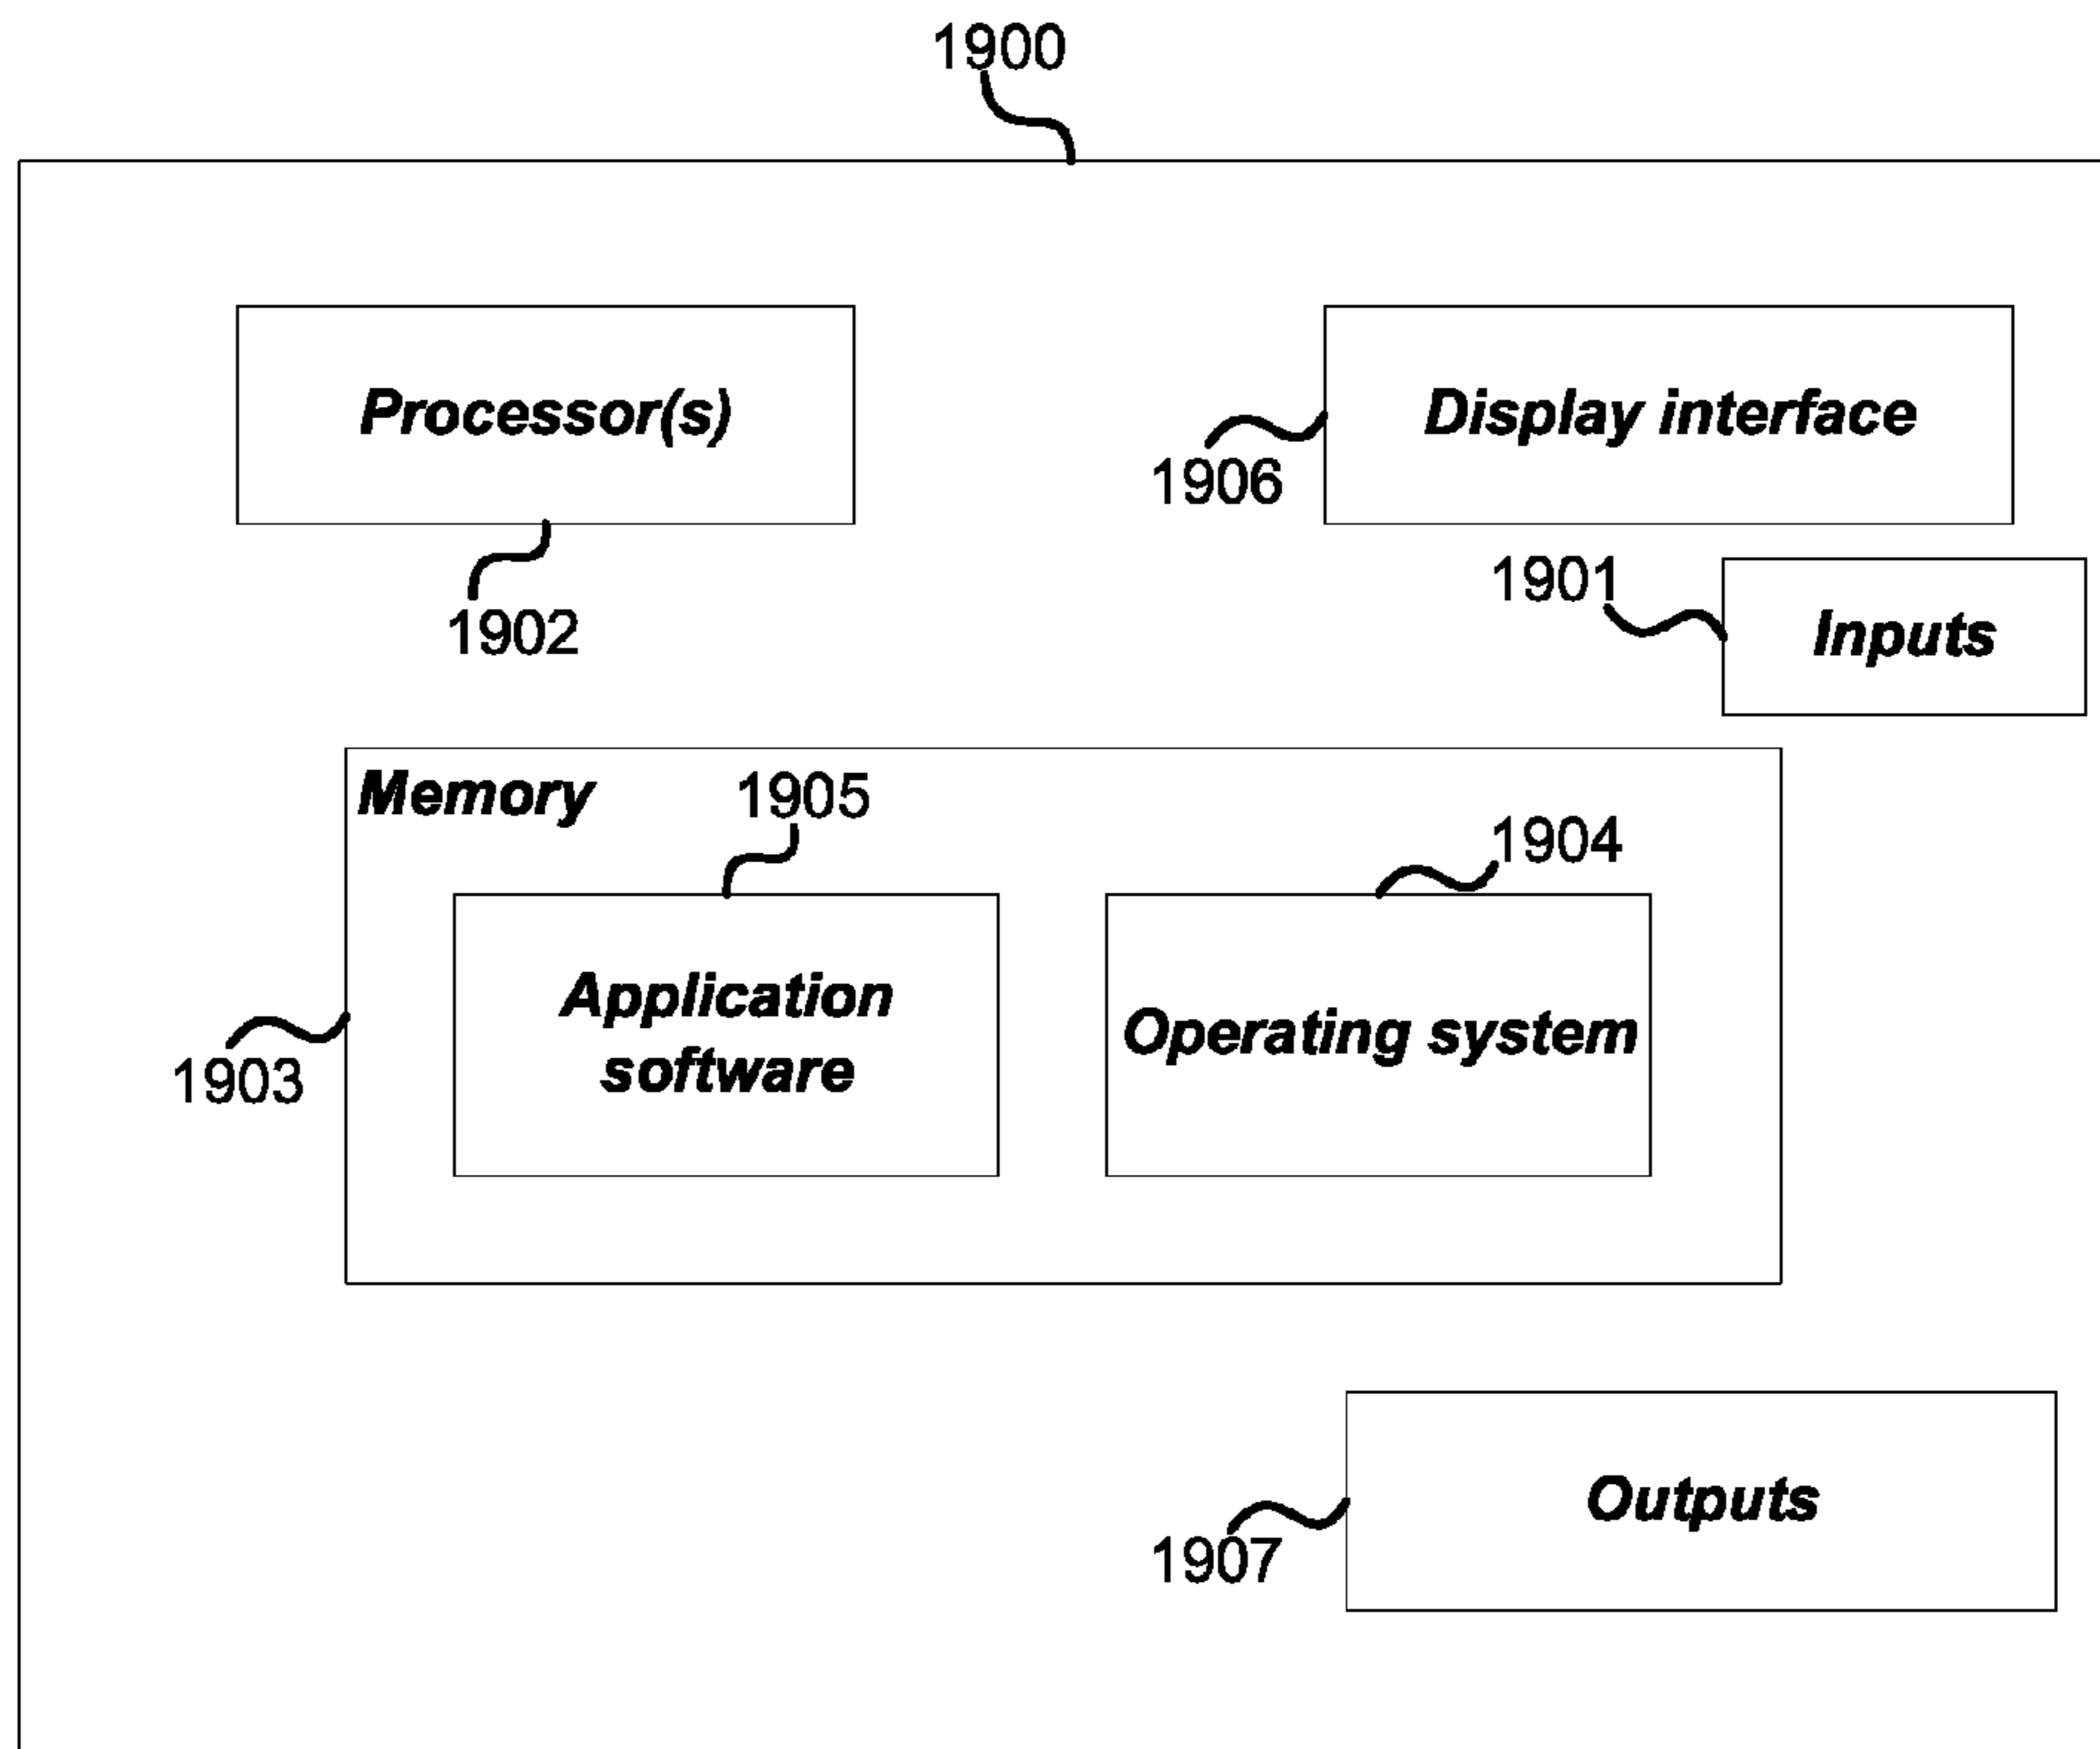 1900
Processor(s)
Display interface
1906
1901
Inputs
1902
Memory
1905
1904
Application
software
Operating system
1903
Outputs
1907